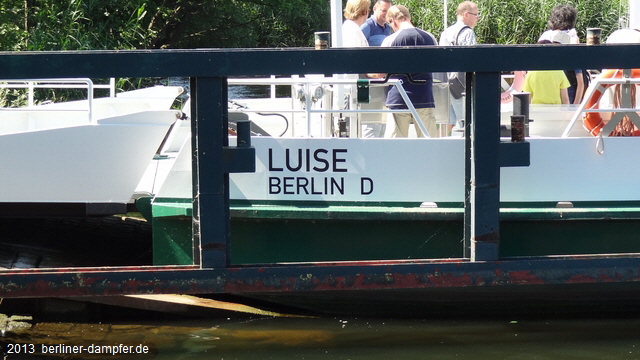 LUISE
BERLIN D
2013 berliner-dampfer.de